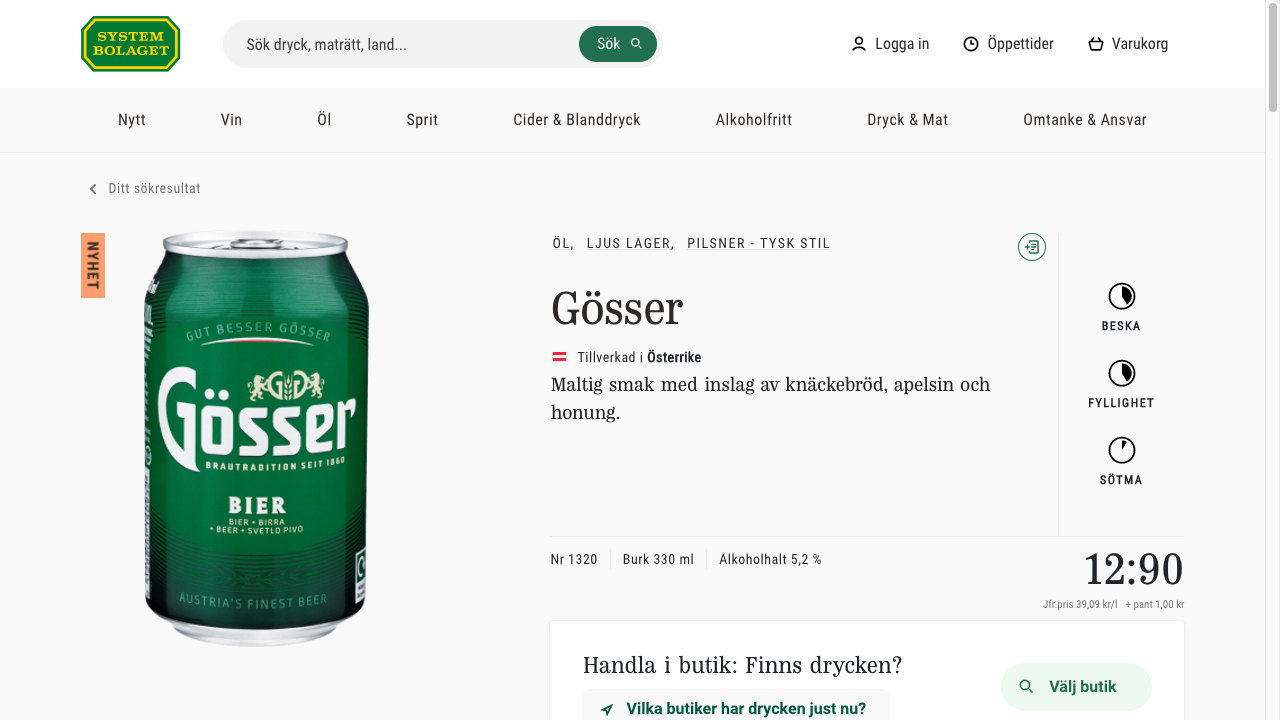 SYSTEM
BOLAGET
Sök dryck, maträtt, land...
Sök
Logga in
Öppettider
Varukorg
Nytt
Vin
Öl
Sprit
Cider & Blanddryck
Alkoholfritt
Dryck & Mat
Omtanke & Ansvar
Ditt sökresultat
NYHET
GUT BESSER GÖSSER
G G
Gösser
BRAUTRADITION SEIT 1860
BIER
BIER • BIRRA
• BEER • SVETLO PIVO
AUSTRIA'S FINEST BEER
ÖL, LJUS LAGER, PILSNER - TYSK STIL
Gösser
Tillverkad i Österrike
Maltig smak med inslag av knäckebröd, apelsin och
honung.
BESKA
FYLLIGHET
SÖTMA
Nr 1320
Burk 330 ml
Alkoholhalt 5,2 %
12:90
Jfr.pris 39,09 kr/l + pant 1,00 kr
Handla i butik: Finns drycken?
Vilka butiker har drycken just nu?
Välj butik